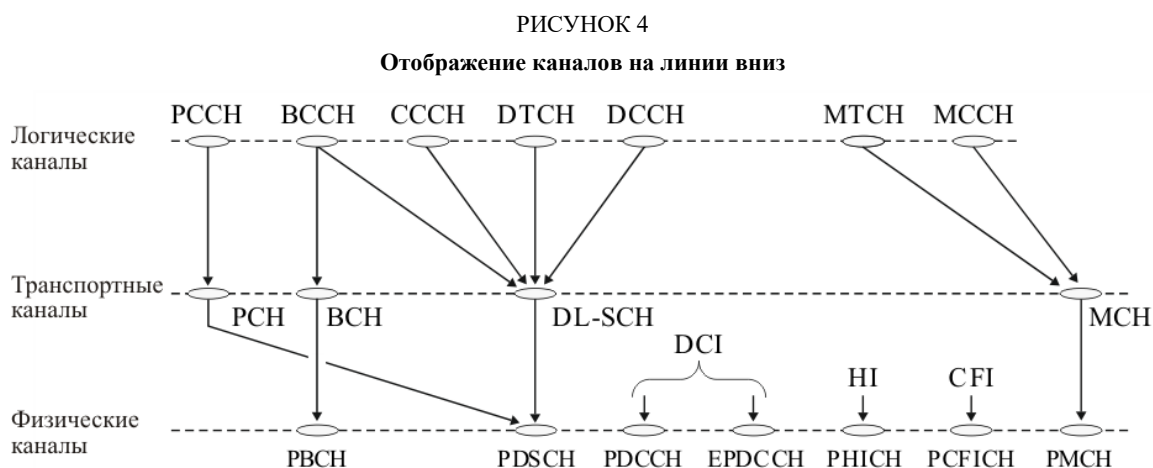 РИСУНОК 4
Отображение каналов на линии вниз
PCCH BCCH CCCH DTCH DCCH MTCH MCCH
Логические
каналы
Транспортные
каналы
PCH BCH DL-SCH MCH
DCI
HI CFI
Физические
каналы
PBCH PDSCH PDCCH EPDCCH PHICH PCFICH PMCH